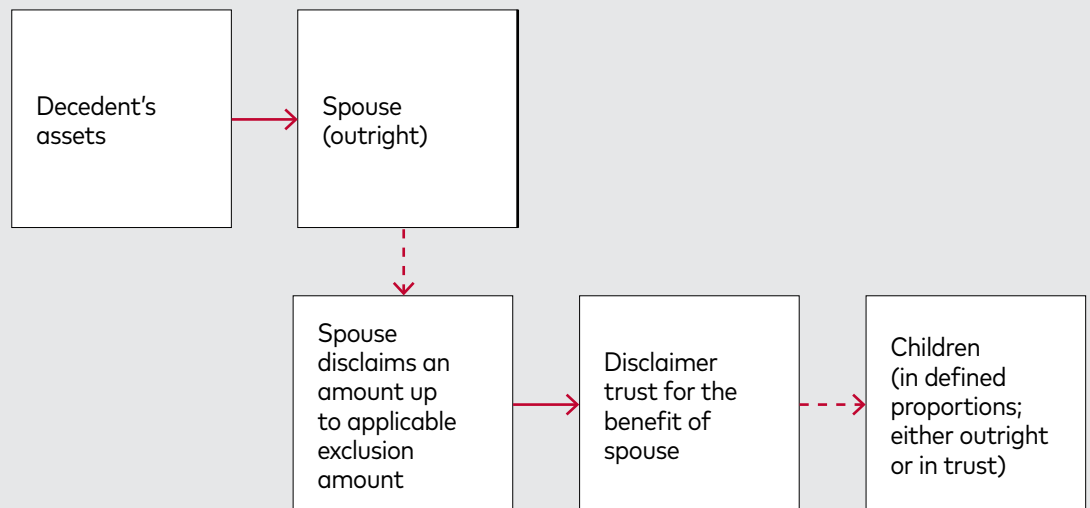 Decedent's
assets
Spouse
(outright)
Spouse
disclaims an
amount up
to applicable
exclusion
amount
Disclaimer
trust for the
benefit of
spouse
Children
(in defined
proportions;
either outright
or in trust)